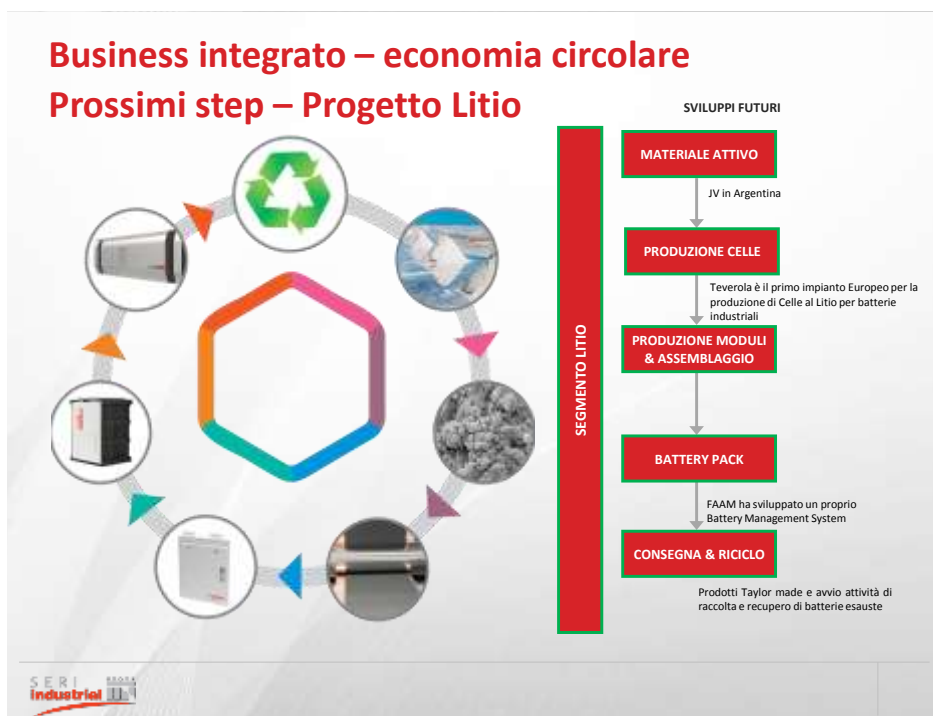 Business integrato – economia circolare
Prossimi step – Progetto Litio
SVILUPPI FUTURI
SEGMENTO LITIO
MATERIALE ATTIVO
JV in Argentina
PRODUZIONE CELLE
Teverola è il primo impianto Europeo per la
produzione di Celle al Litio per batterie
industriali
PRODUZIONE MODULI
& ASSEMBLAGGIO
BATTERY PACK
FAAM ha sviluppato un proprio
Battery Management System
CONSEGNA & RICICLO
Prodotti Taylor made e avvio attività di
raccolta e recupero di batterie esauste
SERI
industrial